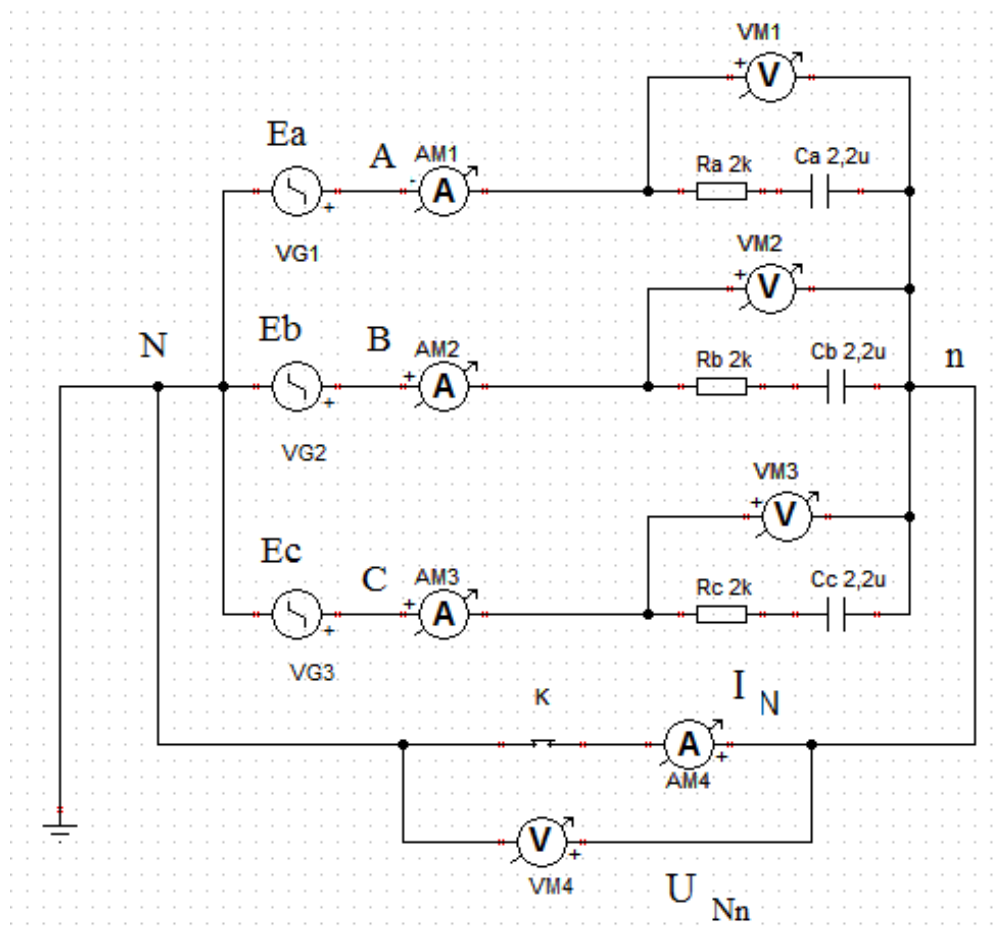 VM1
V
Ea
A
AM1
A
Ra 2k
Ca 2,2u
VG1
VM2
V
N
Eb
B
AM2
A
Rb 2k
Cb 2,2u
n
VG2
VM3
V
Ec
C
AM3
A
Rc 2k
Cc 2,2u
VG3
K
I N
A
AM4
V
VM4
U Nn